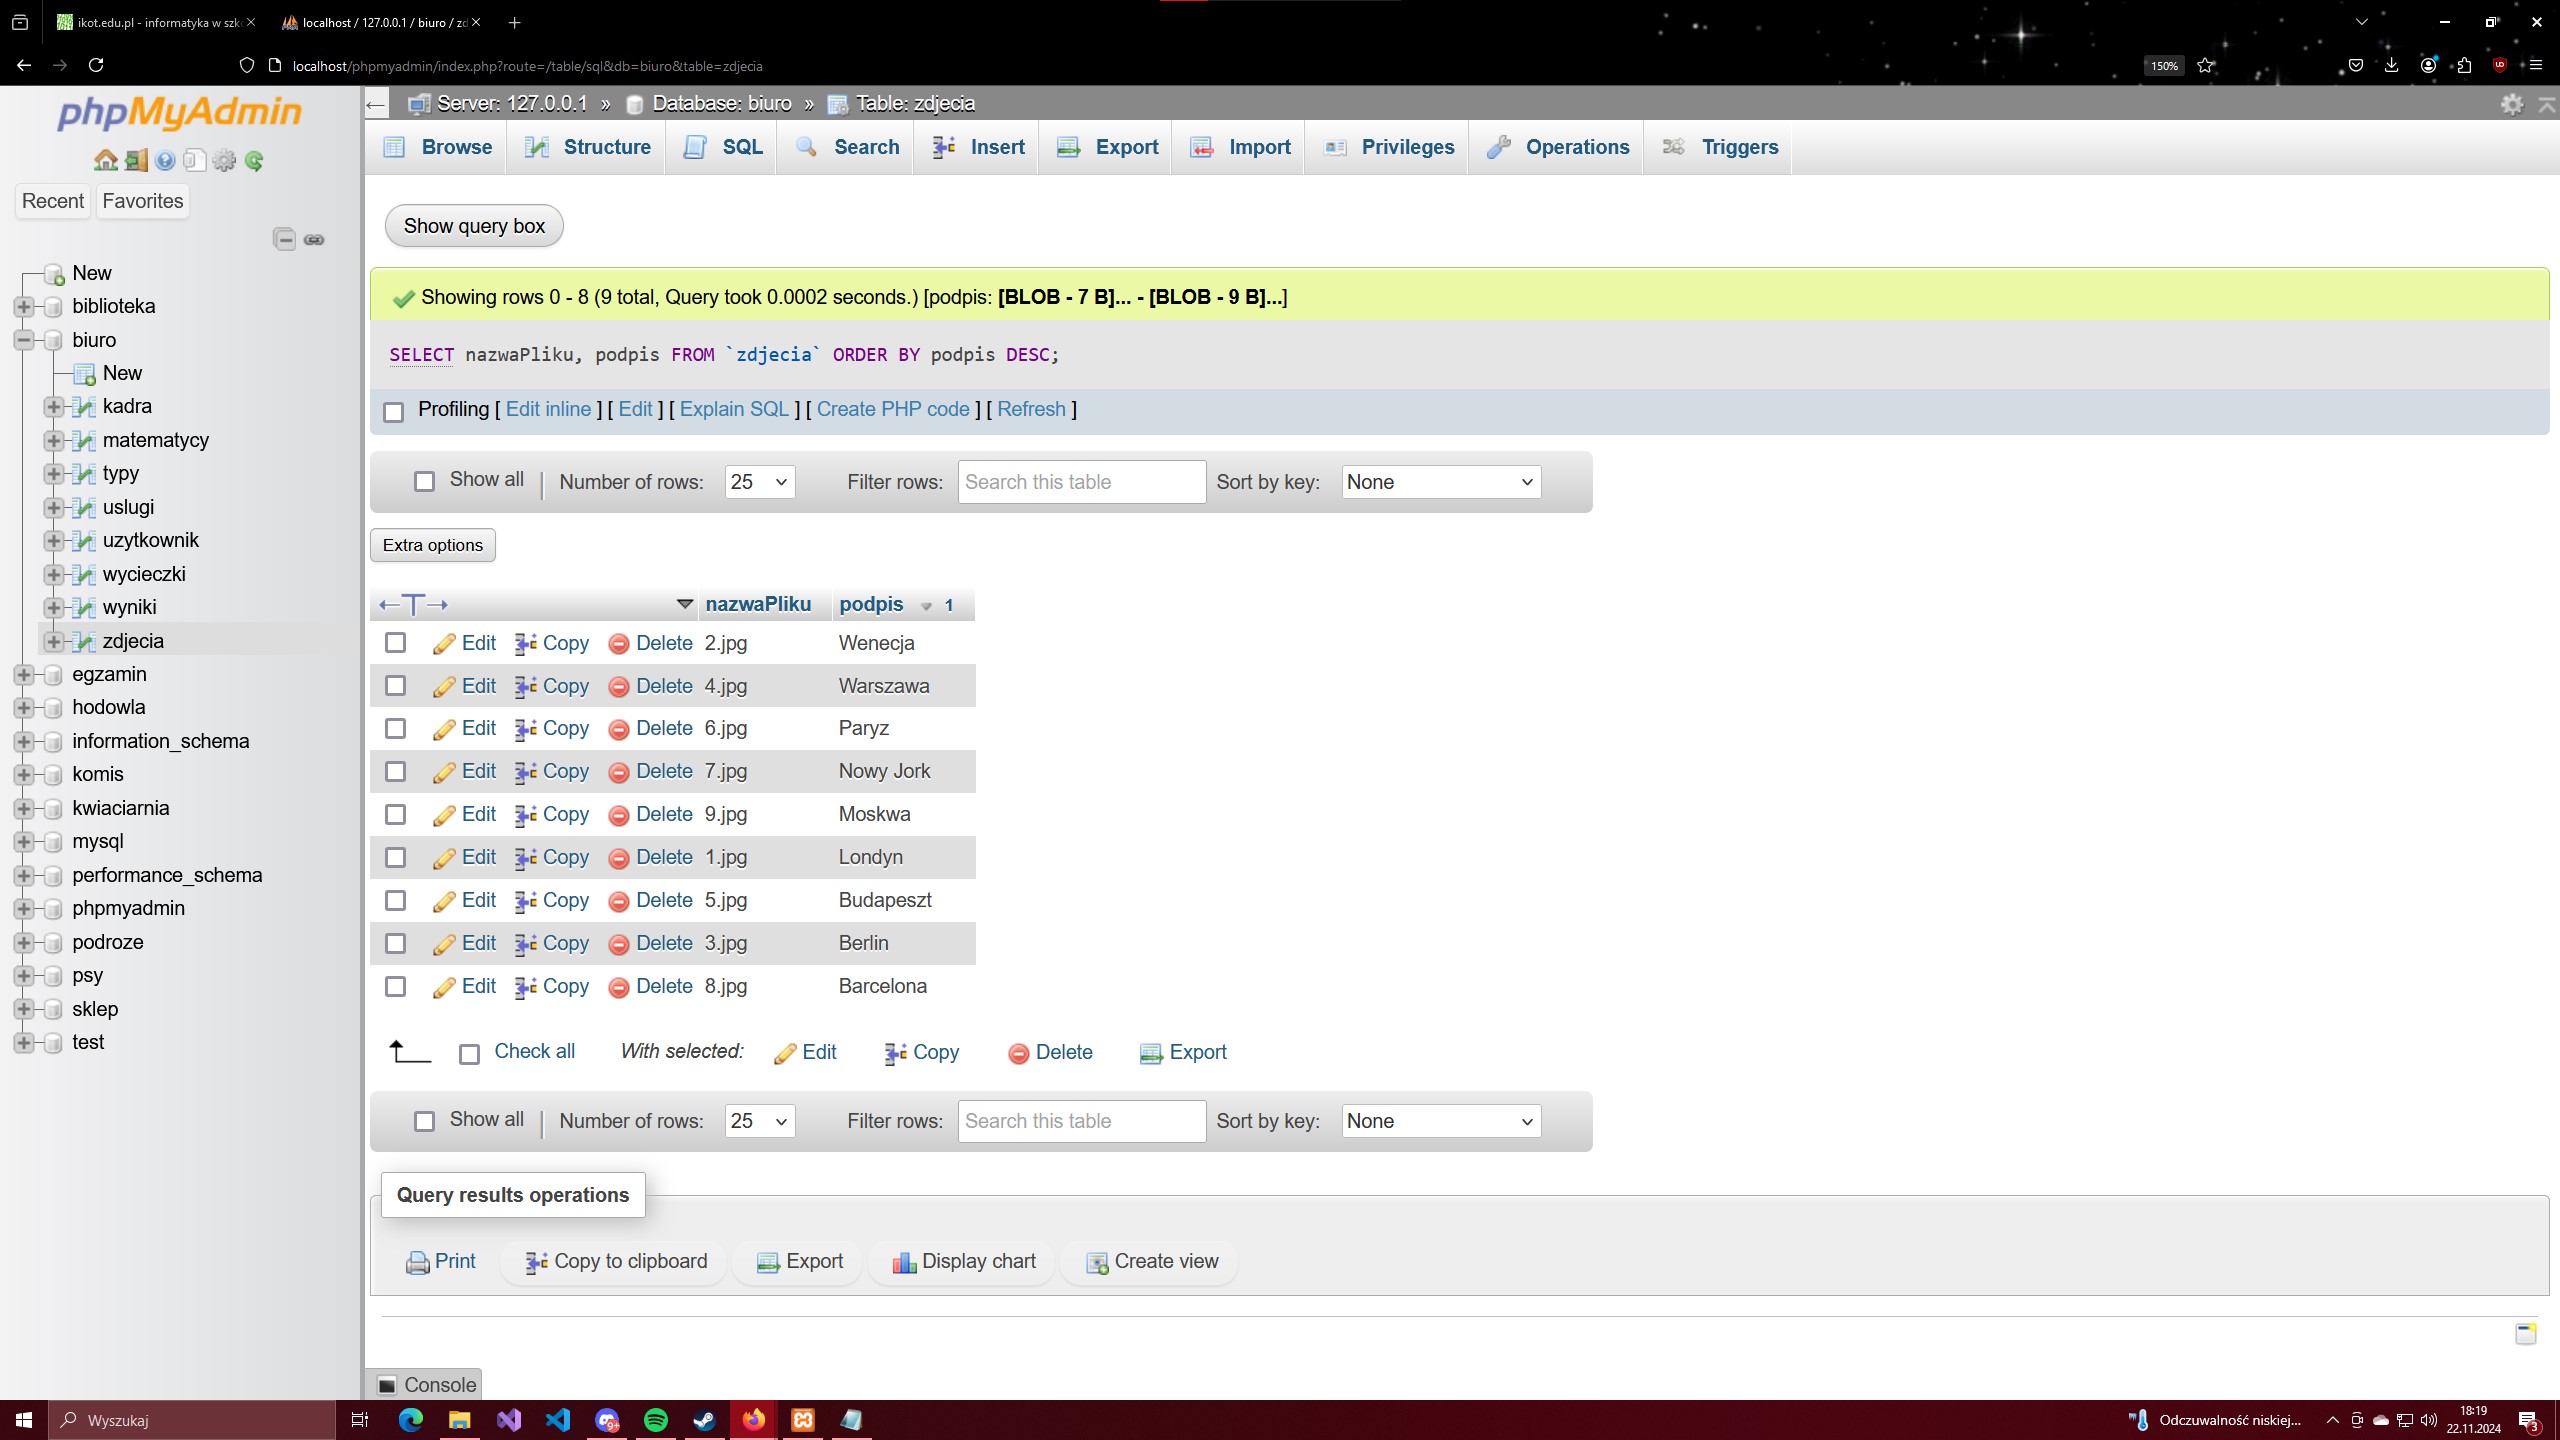 ikot.edu.pl - informatyka w szk
localhost / 127.0.0.1 / biuro / zd
localhost/phpmyadmin/index.php?route=/table/sql&db=biuro&table=zdjecia
150%
phpMyAdmin
Server: 127.0.0.1 » Database: biuro » Table: zdjecia
Browse Structure SQL Search Insert Export Import Privileges Operations Triggers
Recent Favorites
Show query box
New
biblioteka
biuro
New
kadra
matematycy
typy
uslugi
uzytkownik
wycieczki
wyniki
zdjecia
egzamin
hodowla
information_schema
komis
kwiaciarnia
mysql
performance_schema
phpmyadmin
podroze
psy
sklep
test
Showing rows 0 - 8 (9 total, Query took 0.0002 seconds.) [podpis: [BLOB - 7 B]... - [BLOB - 9 B]...]
SELECT nazwaPliku, podpis FROM `zdjecia` ORDER BY podpis DESC;
Profiling [ Edit inline ] [ Edit ] [ Explain SQL ] [ Create PHP code ] [ Refresh ]
Show all | Number of rows: 25 Filter rows: Search this table Sort by key: None
Extra options
←T→ nazwaPliku podpis 1
Edit Copy Delete 2.jpg Wenecja
Edit Copy Delete 4.jpg Warszawa
Edit Copy Delete 6.jpg Paryz
Edit Copy Delete 7.jpg Nowy Jork
Edit Copy Delete 9.jpg Moskwa
Edit Copy Delete 1.jpg Londyn
Edit Copy Delete 5.jpg Budapeszt
Edit Copy Delete 3.jpg Berlin
Edit Copy Delete 8.jpg Barcelona
Check all With selected: Edit Copy Delete Export
Show all | Number of rows: 25 Filter rows: Search this table Sort by key: None
Query results operations
Print Copy to clipboard Export Display chart Create view
Console
Wyszukaj
9+
Odczuwalność niskiej...
18:19
22.11.2024
3